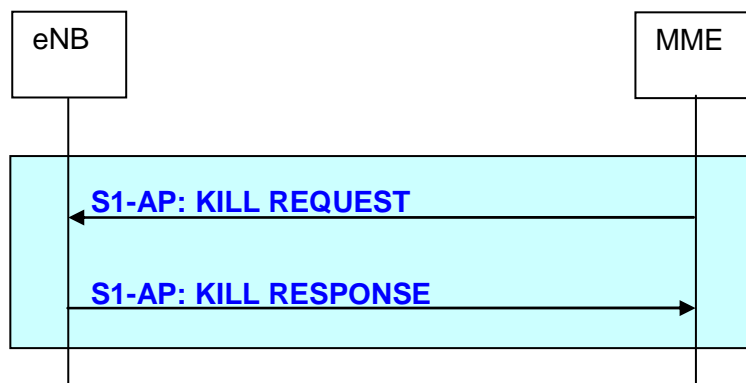 eNB
MME
S1-AP: KILL REQUEST
S1-AP: KILL RESPONSE